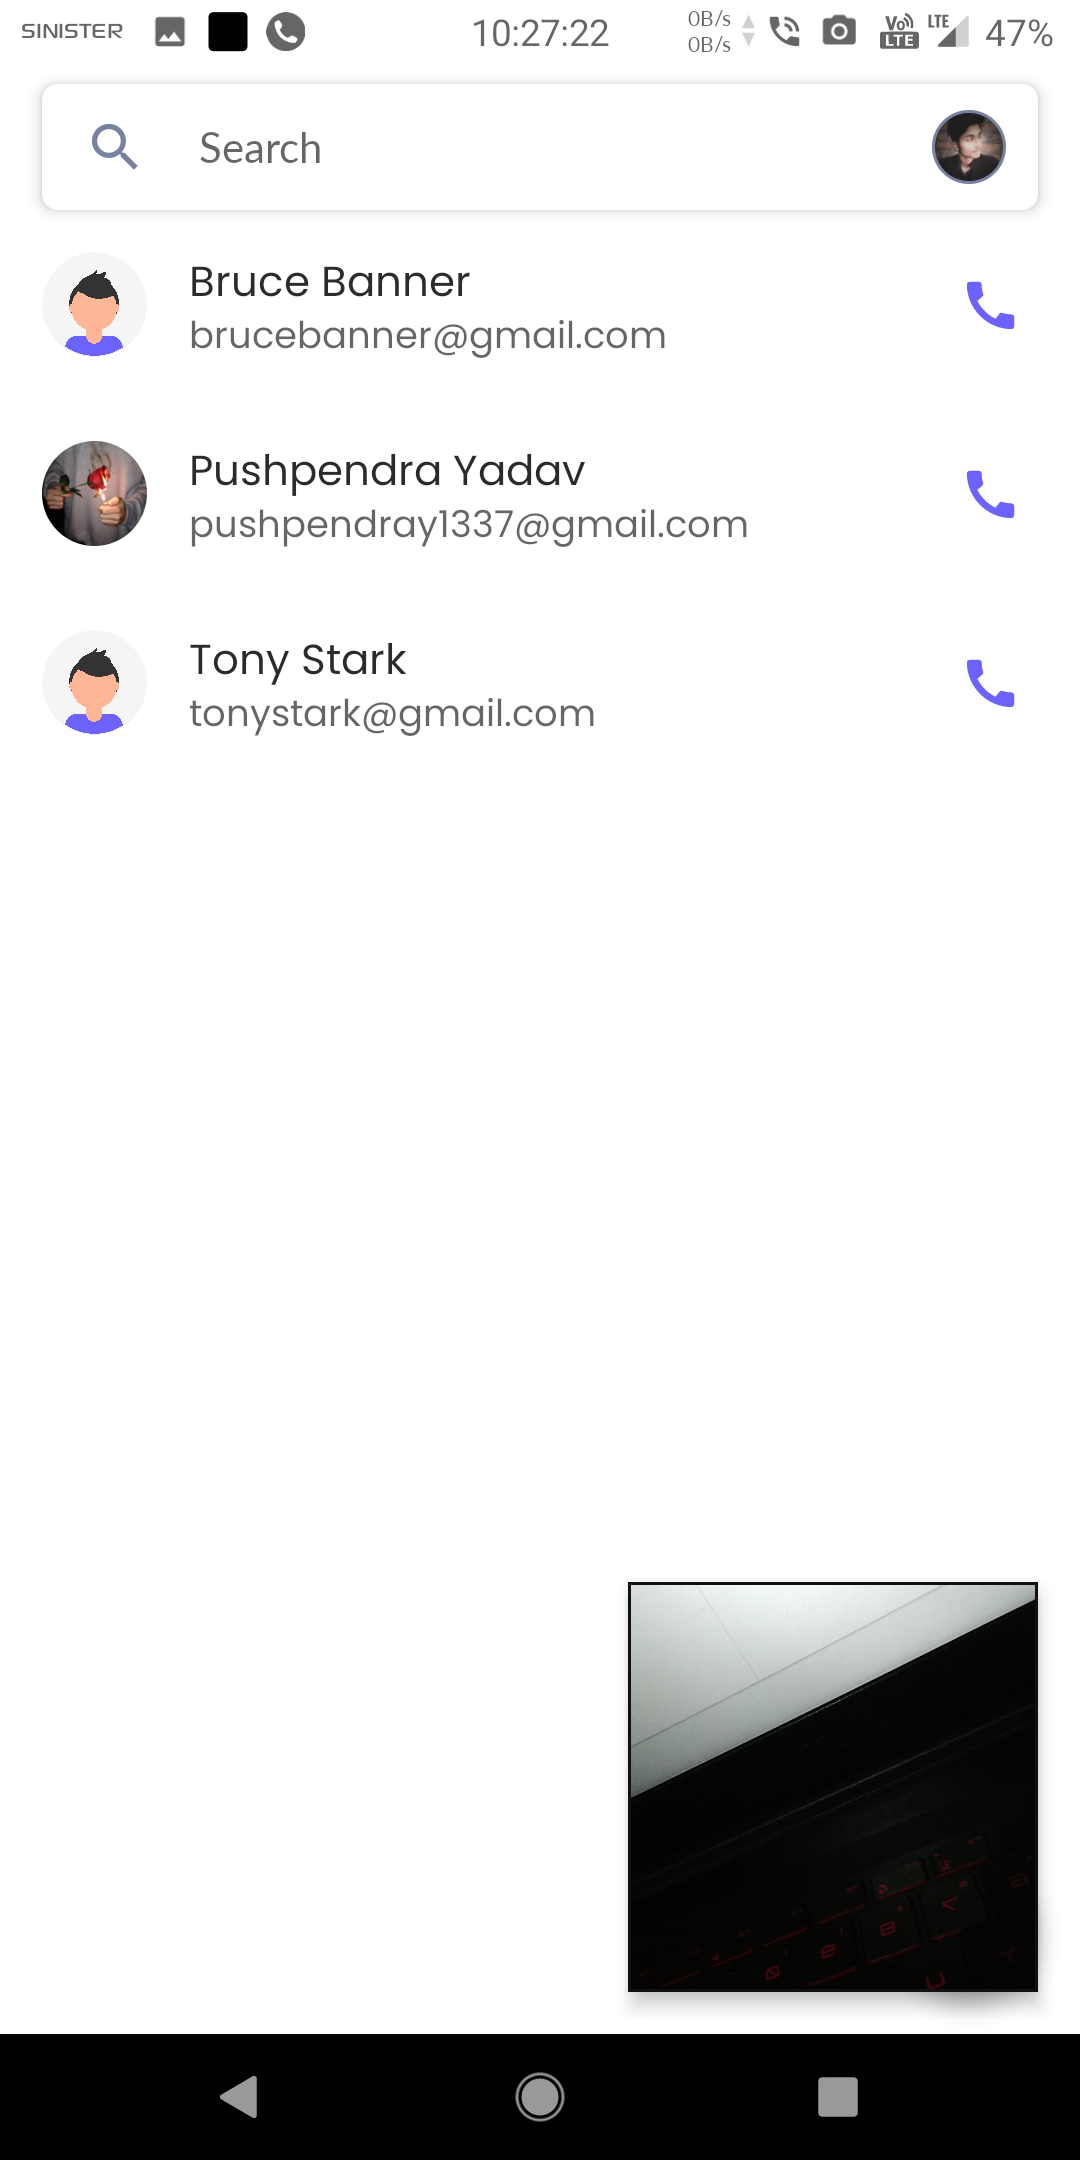 SINISTER 10:27:22 0B/s 0B/s Vo)) LTE LTE 47%
Search
Bruce Banner
brucebanner@gmail.com
Pushpendra Yadav
pushpendray1337@gmail.com
Tony Stark
tonystark@gmail.com